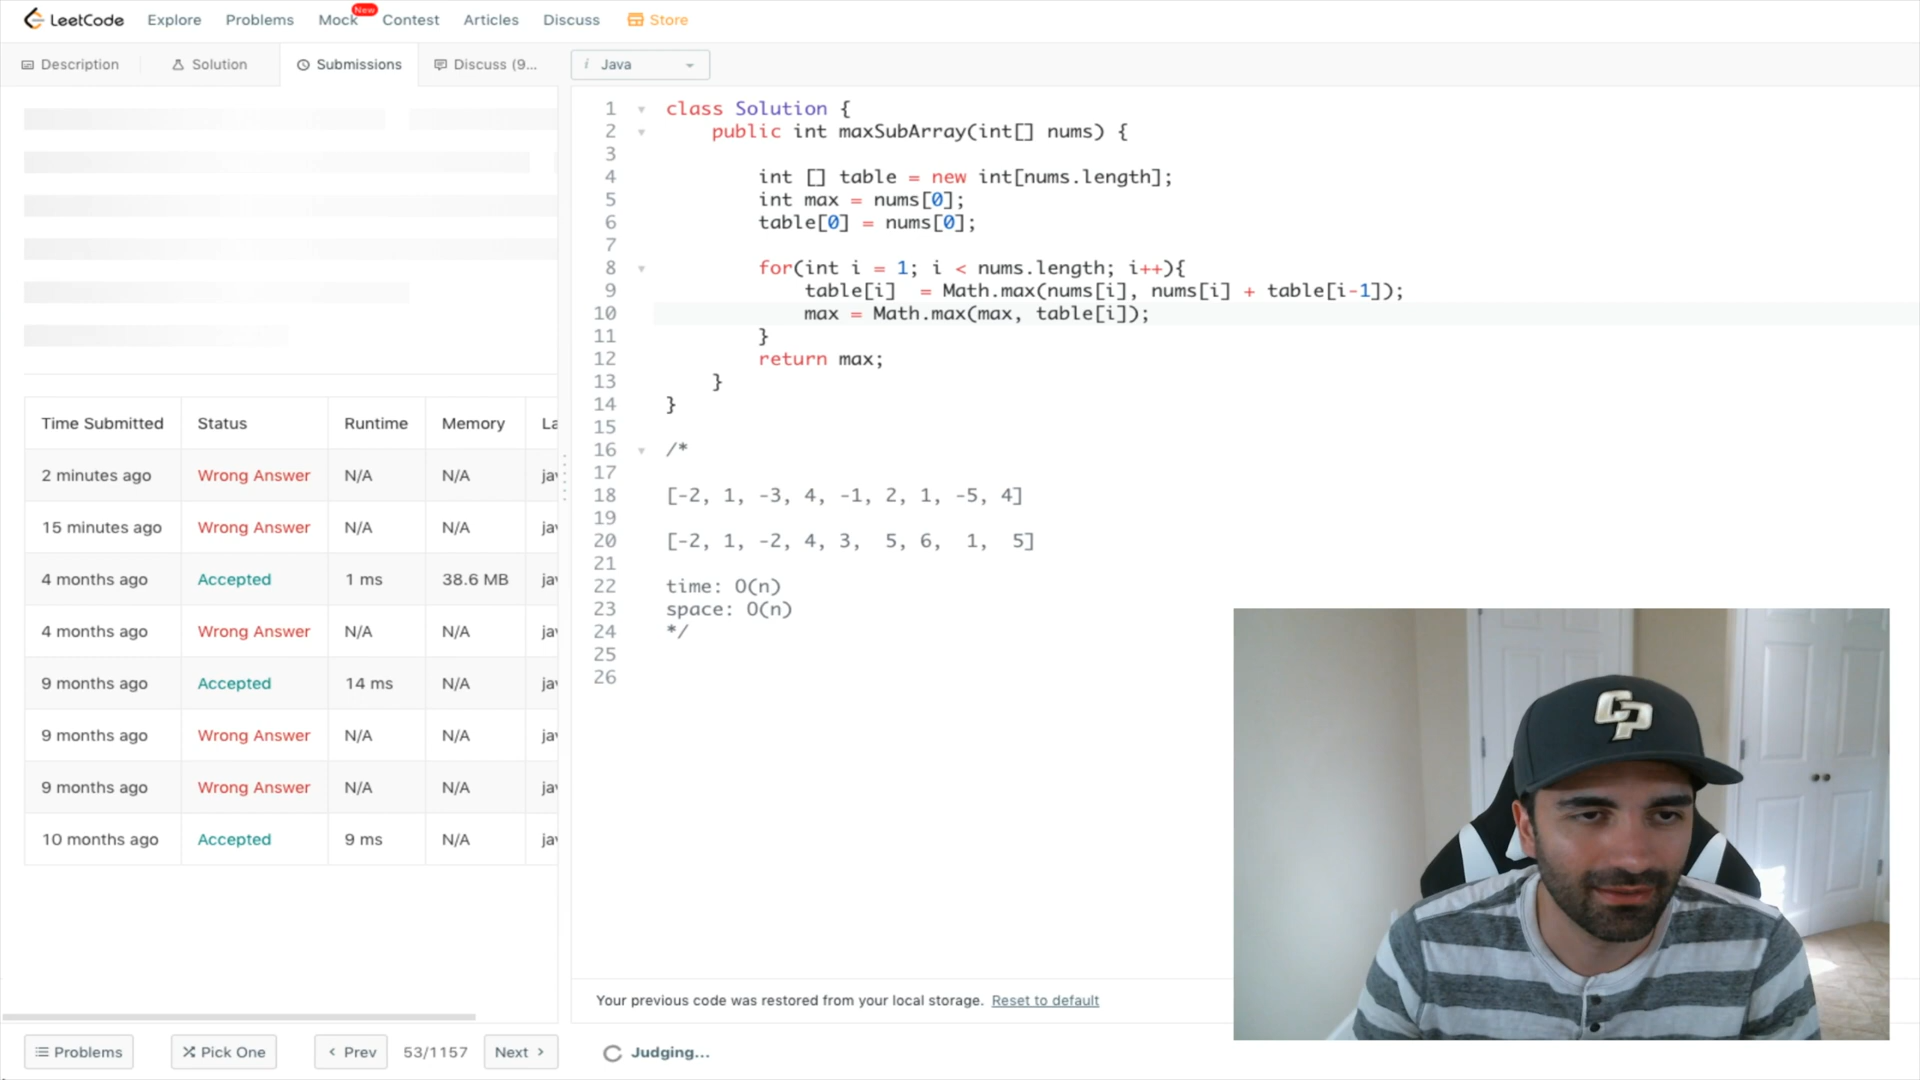 LeetCode Explore Problems Mock New Contest Articles Discuss Store
Description Solution Submissions Discuss (9... i Java
1 class Solution {
2 public int maxSubArray(int[] nums) {
3
4 int [] table = new int[nums.length];
5 int max = nums[0];
6 table[0] = nums[0];
7
8 for(int i = 1; i < nums.length; i++){
9 table[i]  = Math.max(nums[i], nums[i] + table[i-1]);
10 max = Math.max(max, table[i]);
11 }
12 return max;
13 }
14 }
15
16 /*
17
18 [-2, 1, -3, 4, -1, 2, 1, -5, 4]
19
20 [-2, 1, -2, 4, 3,  5, 6,  1,  5]
21
22 time: O(n)
23 space: O(n)
24 */
25
26
Time Submitted Status Runtime Memory La
2 minutes ago Wrong Answer N/A N/A jav
15 minutes ago Wrong Answer N/A N/A jav
4 months ago Accepted 1 ms 38.6 MB jav
4 months ago Wrong Answer N/A N/A jav
9 months ago Accepted 14 ms N/A jav
9 months ago Wrong Answer N/A N/A jav
9 months ago Wrong Answer N/A N/A jav
10 months ago Accepted 9 ms N/A jav
CP
Your previous code was restored from your local storage. Reset to default
Problems Pick One < Prev 53/1157 Next > Judging...